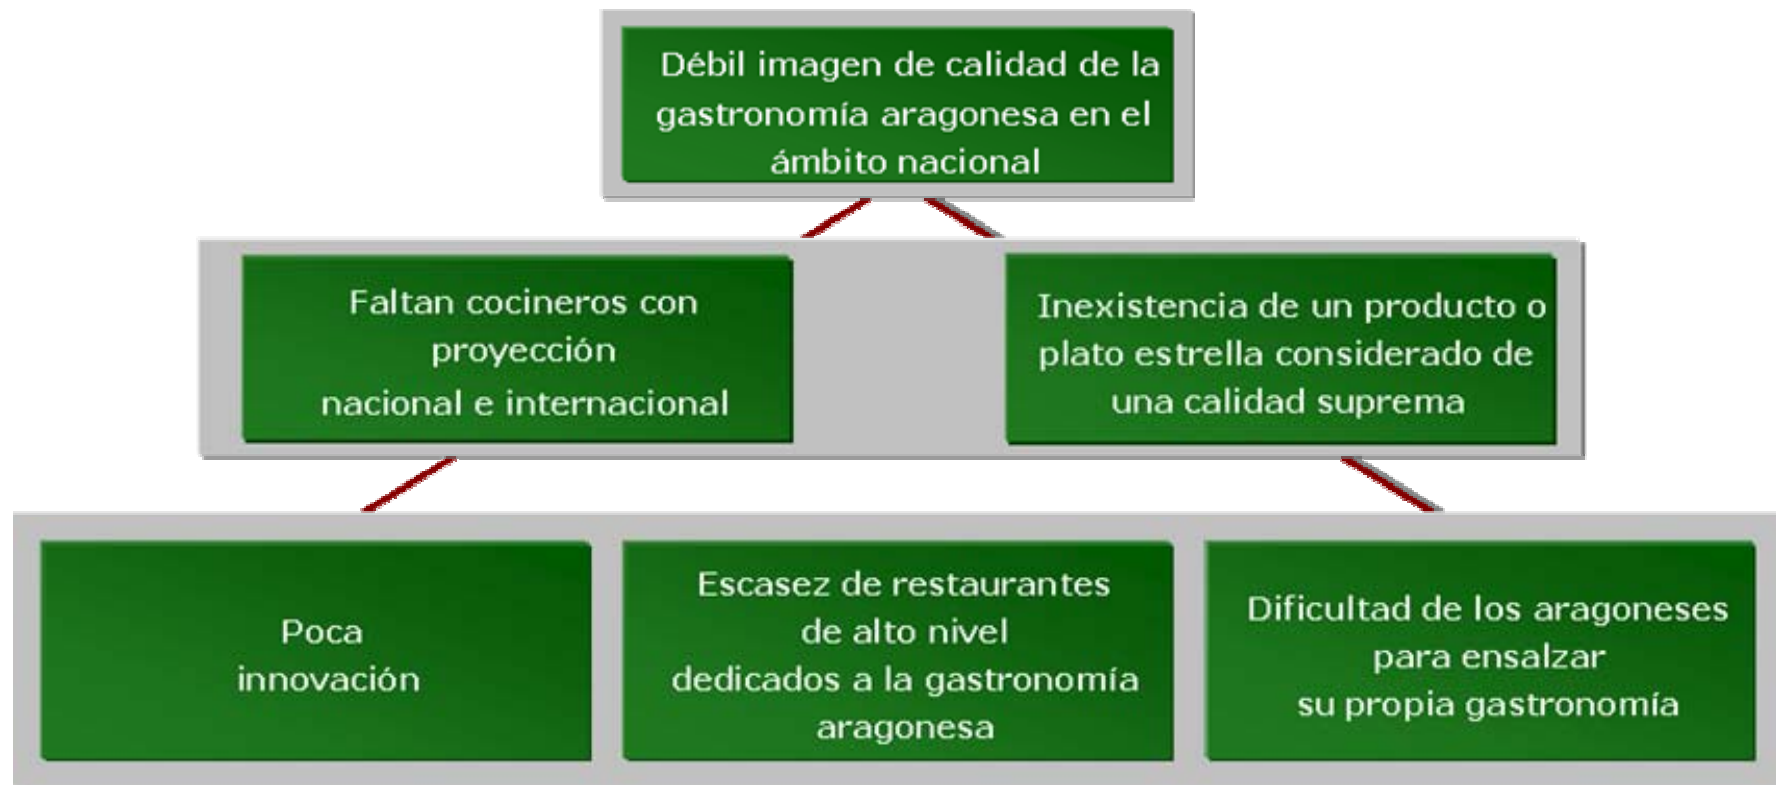 Débil imagen de calidad de la
gastronomía aragonesa en el
ámbito nacional
Faltan cocineros con
proyección
nacional e internacional
Inexistencia de un producto o
plato estrella considerado de
una calidad suprema
Poca
innovación
Escasez de restaurantes
de alto nivel
dedicados a la gastronomía
aragonesa
Dificultad de los aragoneses
para ensalzar
su propia gastronomía